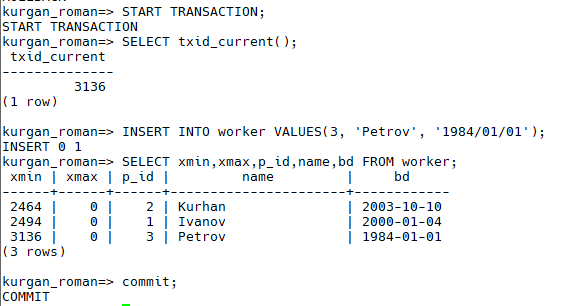 kurgan_roman=> START TRANSACTION;
START TRANSACTION
kurgan_roman=> SELECT txid_current();
 txid_current
--------------
         3136
(1 row)

kurgan_roman=> INSERT INTO worker VALUES(3, 'Petrov', '1984/01/01');
INSERT 0 1
kurgan_roman=> SELECT xmin,xmax,p_id,name,bd FROM worker;
 xmin | xmax | p_id |         name         |     bd
------+------+------+----------------------+------------
 2464 |    0 |    2 | Kurhan               | 2003-10-10
 2494 |    0 |    1 | Ivanov               | 2000-01-04
 3136 |    0 |    3 | Petrov               | 1984-01-01
(3 rows)

kurgan_roman=> commit;
COMMIT